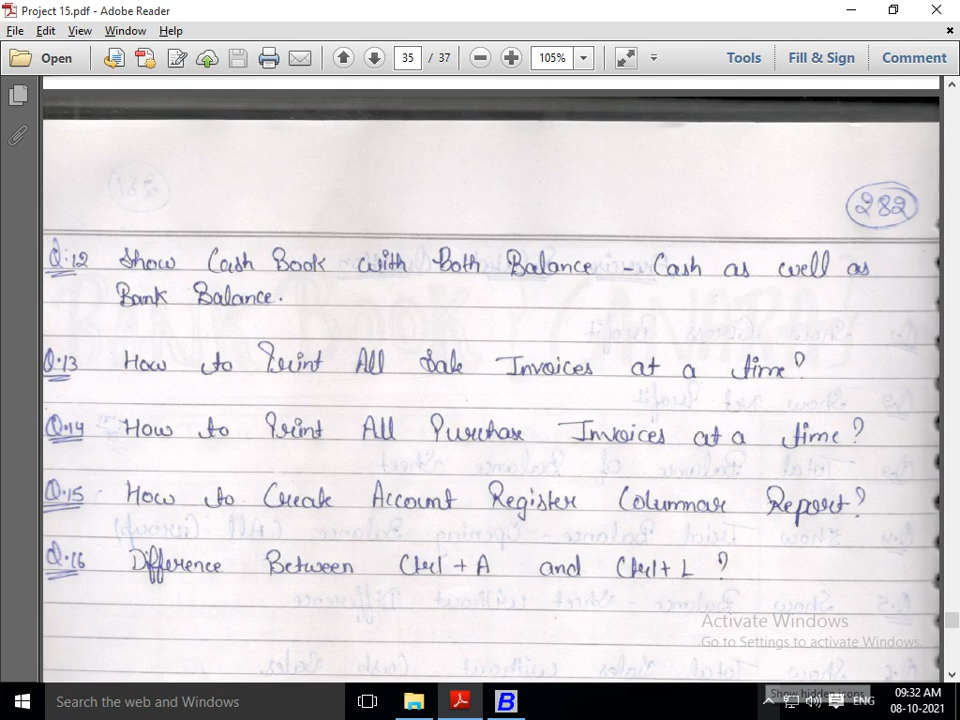 Project 15.pdf - Adobe Reader
File Edit View Window Help
Open 35 / 37 105% Tools Fill & Sign Comment
282
Q.12 Show Cash Book with Both Balance - Cash as well as
Bank Balance.
Q.13 How to Print All Sale Invoices at a time?
Q.14 How to Print All Purchase Invoices at a time?
Q.15 How to Create Account Register Columnar Report?
Q.16 Difference Between Ctrl + A and Ctrl + L ?
Activate Windows
Go to Settings to activate Windows.
Show hidden icons
Search the web and Windows
B
ENG
09:32 AM
08-10-2021